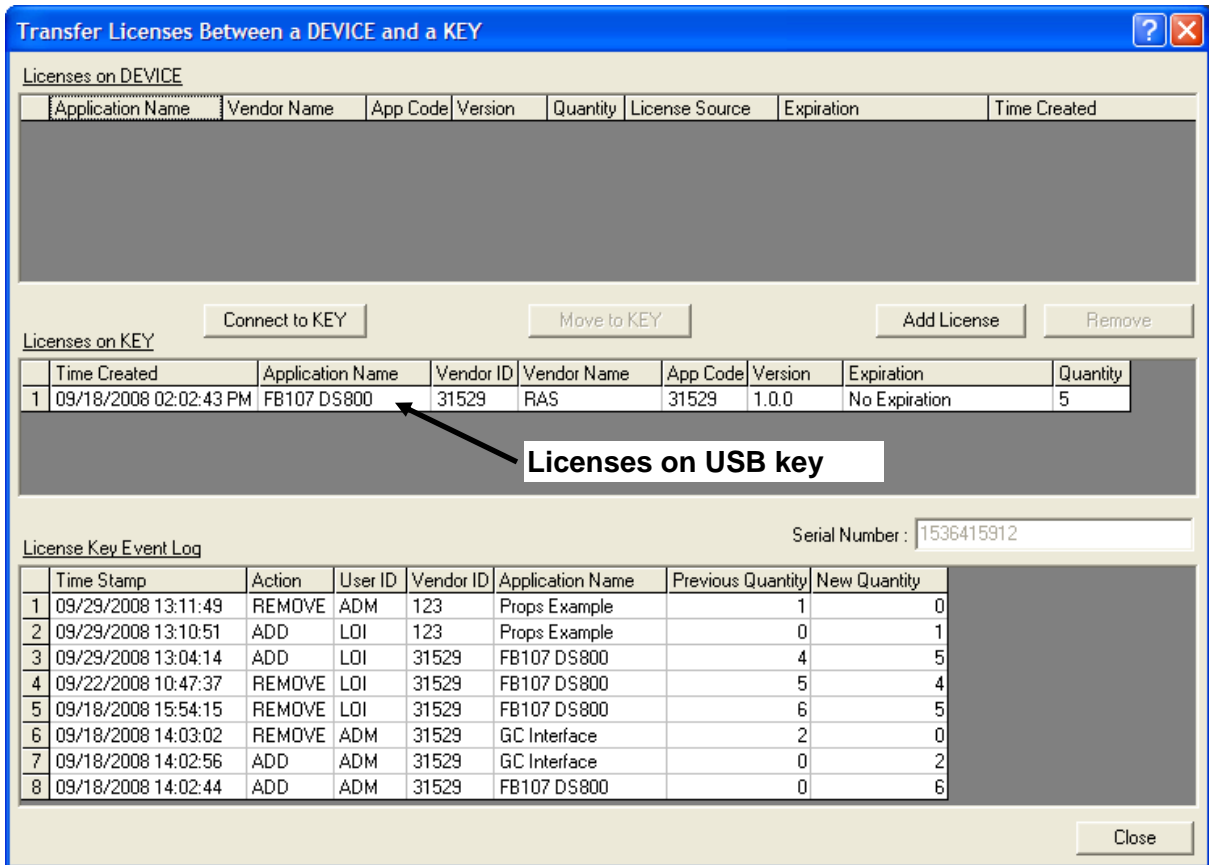 Transfer Licenses Between a DEVICE and a KEY
Licenses on DEVICE
Application Name Vendor Name App Code Version Quantity License Source Expiration Time Created
Connect to KEY Move to KEY Add License Remove
Licenses on KEY
Time Created Application Name Vendor ID Vendor Name App Code Version Expiration Quantity
1 09/18/2008 02:02:43 PM FB107 DS800 31529 RAS 31529 1.0.0 No Expiration 5
Licenses on USB key
Serial Number : 1536415912
License Key Event Log
Time Stamp Action User ID Vendor ID Application Name Previous Quantity New Quantity
1 09/29/2008 13:11:49 REMOVE ADM 123 Props Example 1 0
2 09/29/2008 13:10:51 ADD LOI 123 Props Example 0 1
3 09/29/2008 13:04:14 ADD LOI 31529 FB107 DS800 4 5
4 09/22/2008 10:47:37 REMOVE LOI 31529 FB107 DS800 5 4
5 09/18/2008 15:54:15 REMOVE LOI 31529 FB107 DS800 6 5
6 09/18/2008 14:03:02 REMOVE ADM 31529 GC Interface 2 0
7 09/18/2008 14:02:56 ADD ADM 31529 GC Interface 0 2
8 09/18/2008 14:02:44 ADD ADM 31529 FB107 DS800 0 6
Close